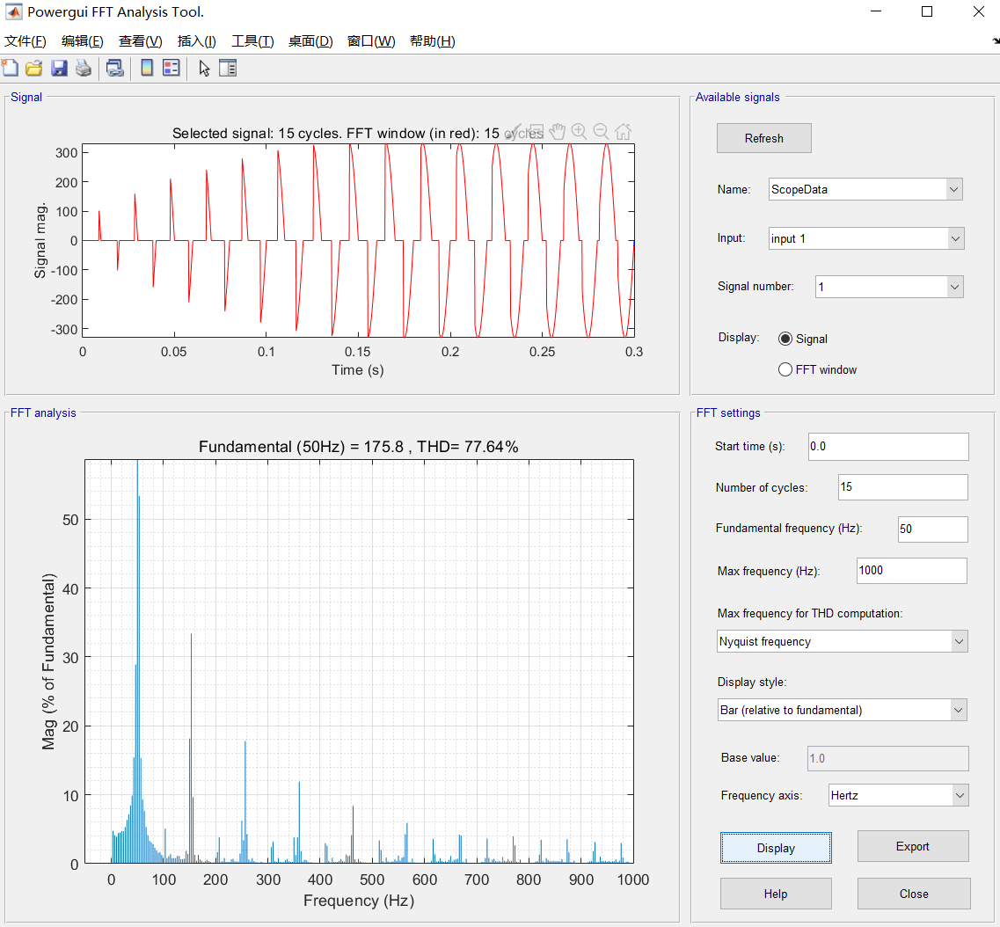 Powergui FFT Analysis Tool.
文件(F) 编辑(E) 查看(V) 插入(I) 工具(T) 桌面(D) 窗口(W) 帮助(H)
Signal
Selected signal: 15 cycles. FFT window (in red): 15 cycles
300
200
100
0
-100
-200
-300
Signal mag.
0 0.05 0.1 0.15 0.2 0.25 0.3
Time (s)
Available signals
Refresh
Name: ScopeData
Input: input 1
Signal number: 1
Display: Signal
FFT window
FFT analysis
Fundamental (50Hz) = 175.8 , THD= 77.64%
50
40
30
20
10
0
Mag (% of Fundamental)
0 100 200 300 400 500 600 700 800 900 1000
Frequency (Hz)
FFT settings
Start time (s): 0.0
Number of cycles: 15
Fundamental frequency (Hz): 50
Max frequency (Hz): 1000
Max frequency for THD computation:
Nyquist frequency
Display style:
Bar (relative to fundamental)
Base value: 1.0
Frequency axis: Hertz
Display Export
Help Close